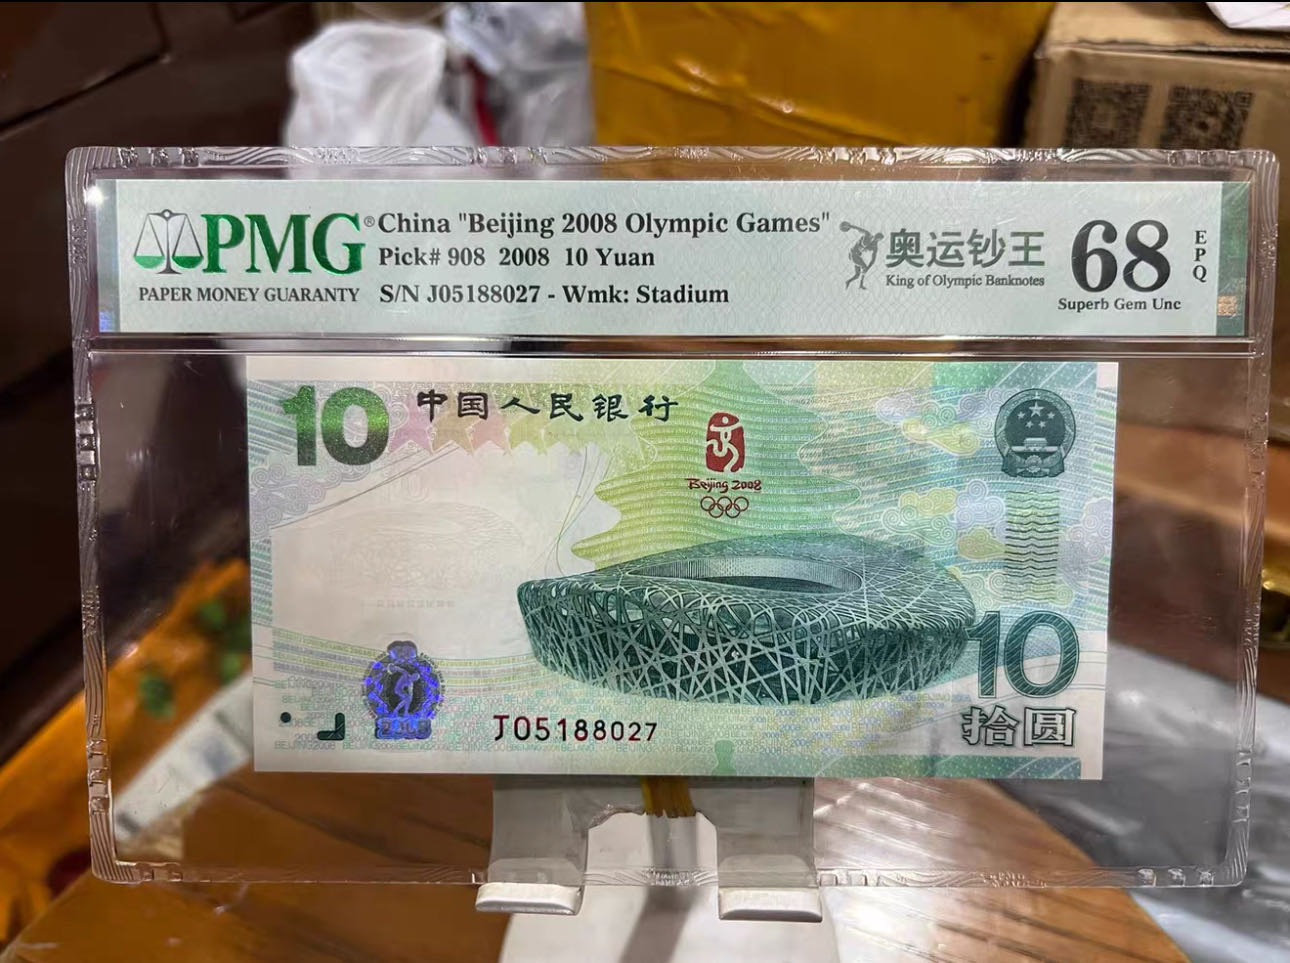 PMG® China "Beijing 2008 Olympic Games"
Pick# 908 2008 10 Yuan
PAPER MONEY GUARANTY S/N J05188027 - Wmk: Stadium
奥运钞王
King of Olympic Banknotes
68
EPQ
Superb Gem Unc
10 中国人民银行
Beijing 2008
10
拾圆
2008
J05188027
BEIJING2008